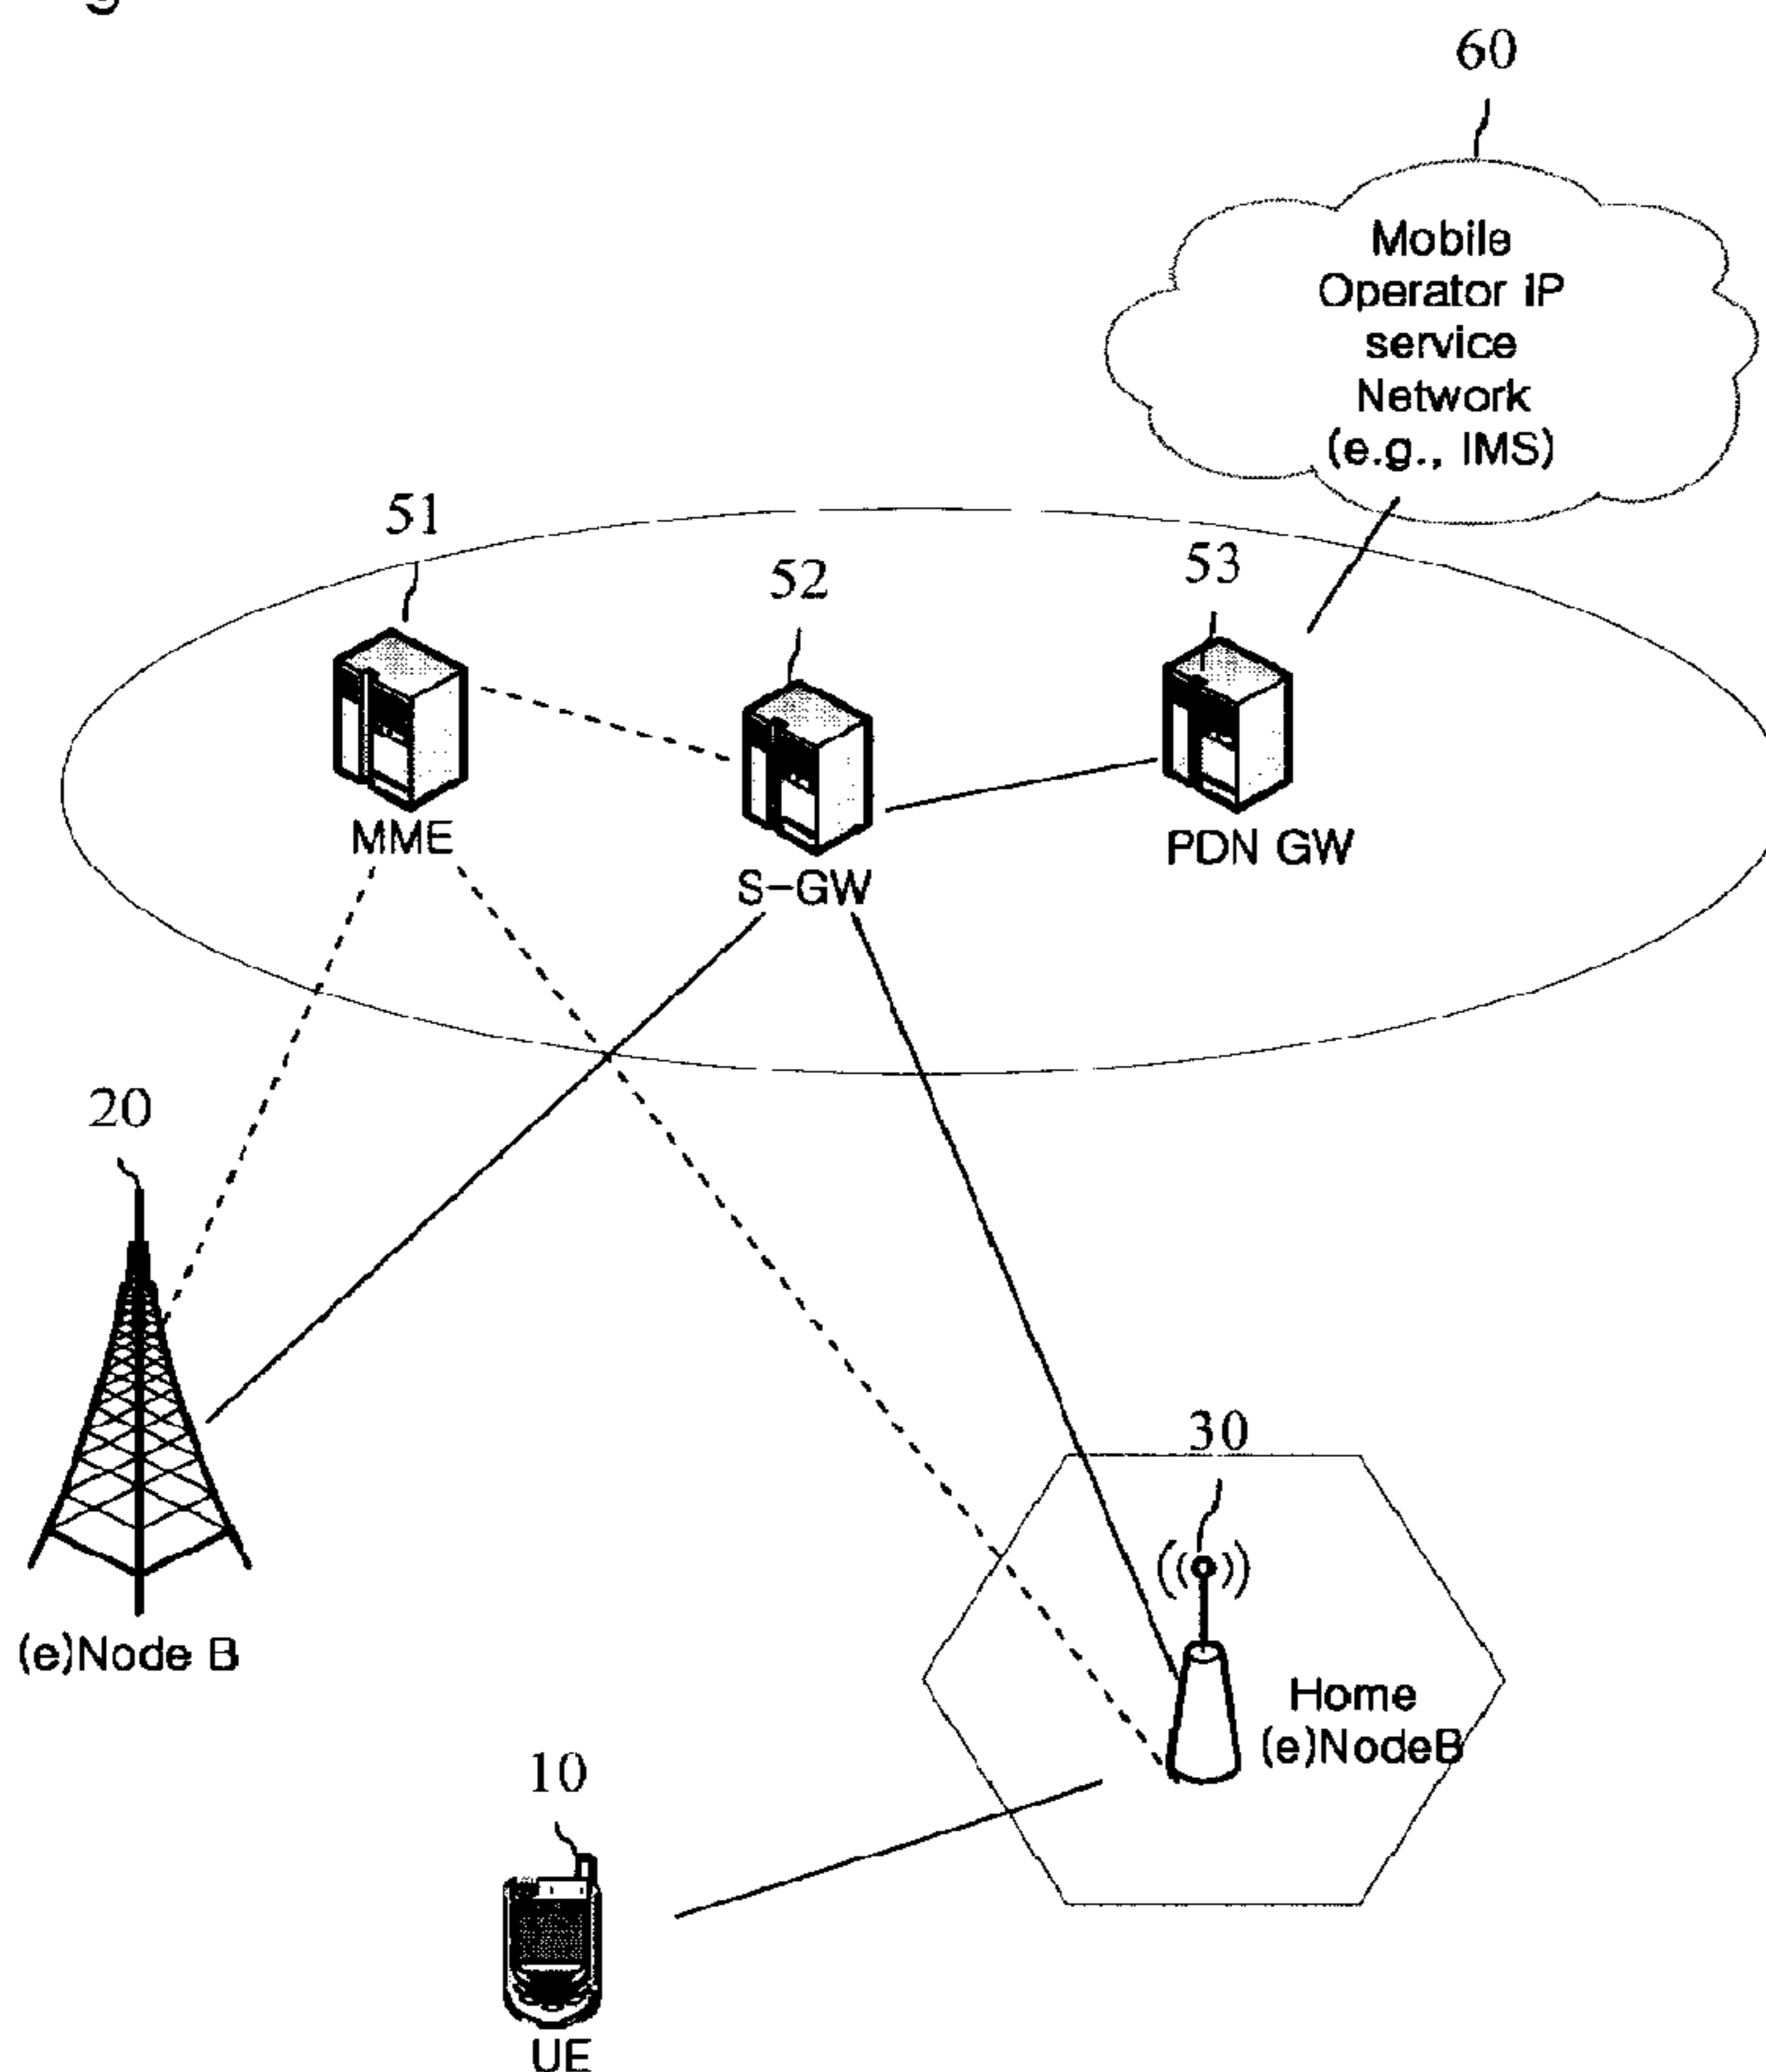 60
Mobile
Operator IP
service
Network
(e.g., IMS)
51
52
53
MME
S-GW
PDN GW
20
(e)Node B
30
Home
(e)NodeB
10
UE